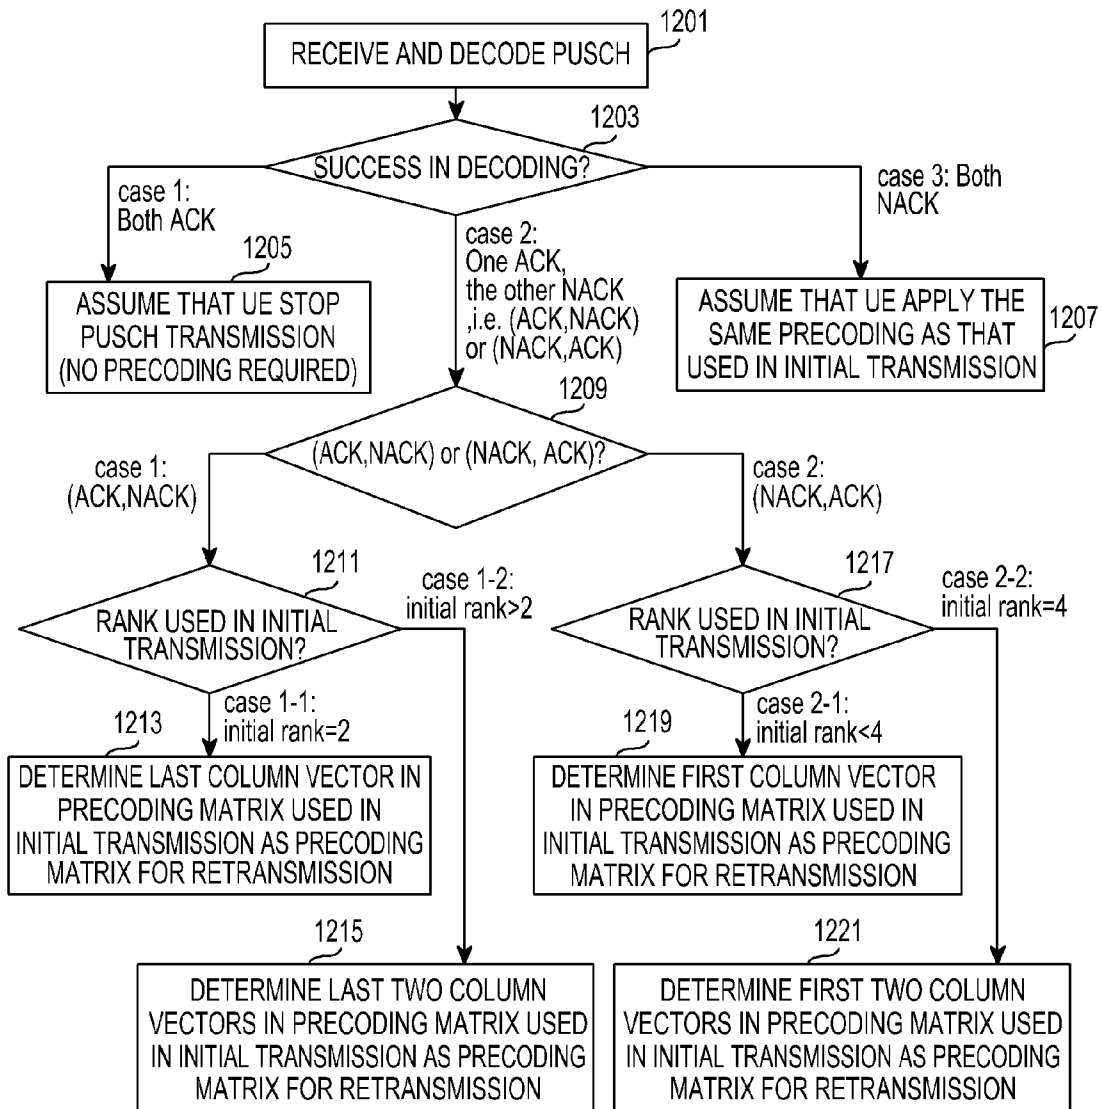 1201
RECEIVE AND DECODE PUSCH
1203
SUCCESS IN DECODING?
case 1:
Both ACK
case 3: Both
NACK
case 2:
One ACK,
the other NACK
,i.e. (ACK,NACK)
or (NACK,ACK)
1205
ASSUME THAT UE STOP
PUSCH TRANSMISSION
(NO PRECODING REQUIRED)
ASSUME THAT UE APPLY THE
SAME PRECODING AS THAT
USED IN INITIAL TRANSMISSION
1207
1209
(ACK,NACK) or (NACK, ACK)?
case 1:
(ACK,NACK)
case 2:
(NACK,ACK)
1211
RANK USED IN INITIAL
TRANSMISSION?
case 1-2:
initial rank>2
1217
RANK USED IN INITIAL
TRANSMISSION?
case 2-2:
initial rank=4
case 1-1:
initial rank=2
case 2-1:
initial rank<4
1213
DETERMINE LAST COLUMN VECTOR IN
PRECODING MATRIX USED IN
INITIAL TRANSMISSION AS PRECODING
MATRIX FOR RETRANSMISSION
1219
DETERMINE FIRST COLUMN VECTOR
IN PRECODING MATRIX USED IN
INITIAL TRANSMISSION AS PRECODING
MATRIX FOR RETRANSMISSION
1215
DETERMINE LAST TWO COLUMN
VECTORS IN PRECODING MATRIX USED
IN INITIAL TRANSMISSION AS PRECODING
MATRIX FOR RETRANSMISSION
1221
DETERMINE FIRST TWO COLUMN
VECTORS IN PRECODING MATRIX USED
IN INITIAL TRANSMISSION AS PRECODING
MATRIX FOR RETRANSMISSION